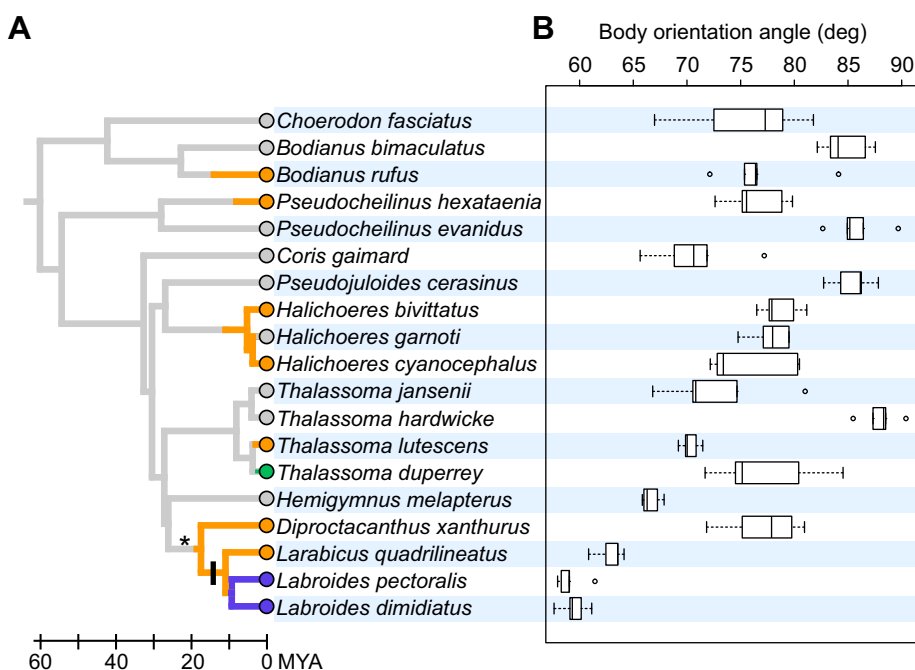 A
B
Body orientation angle (deg)
60 65 70 75 80 85 90
Choerodon fasciatus
Bodianus bimaculatus
Bodianus rufus
Pseudocheilinus hexataenia
Pseudocheilinus evanidus
Coris gaimard
Pseudojuloides cerasinus
Halichoeres bivittatus
Halichoeres garnoti
Halichoeres cyanocephalus
Thalassoma jansenii
Thalassoma hardwicke
Thalassoma lutescens
Thalassoma duperrey
Hemigymnus melapterus
Diproctacanthus xanthurus
*
Larabicus quadrilineatus
Labroides pectoralis
Labroides dimidiatus
60 40 20 0 MYA